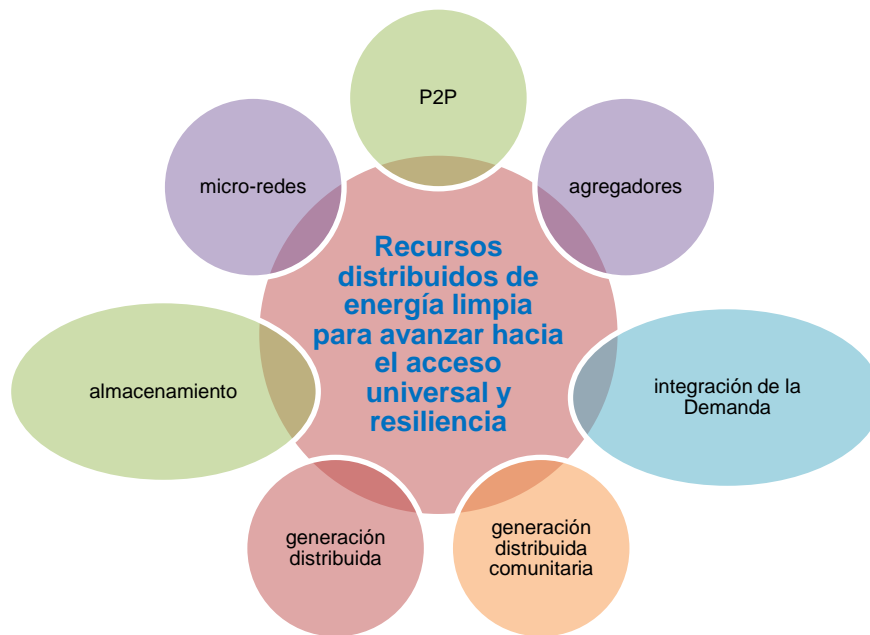 P2P
micro-redes
agregadores
Recursos
distribuidos de
energía limpia
para avanzar hacia
el acceso
universal y
resiliencia
almacenamiento
integración de la
Demanda
generación
distribuida
generación
distribuida
comunitaria